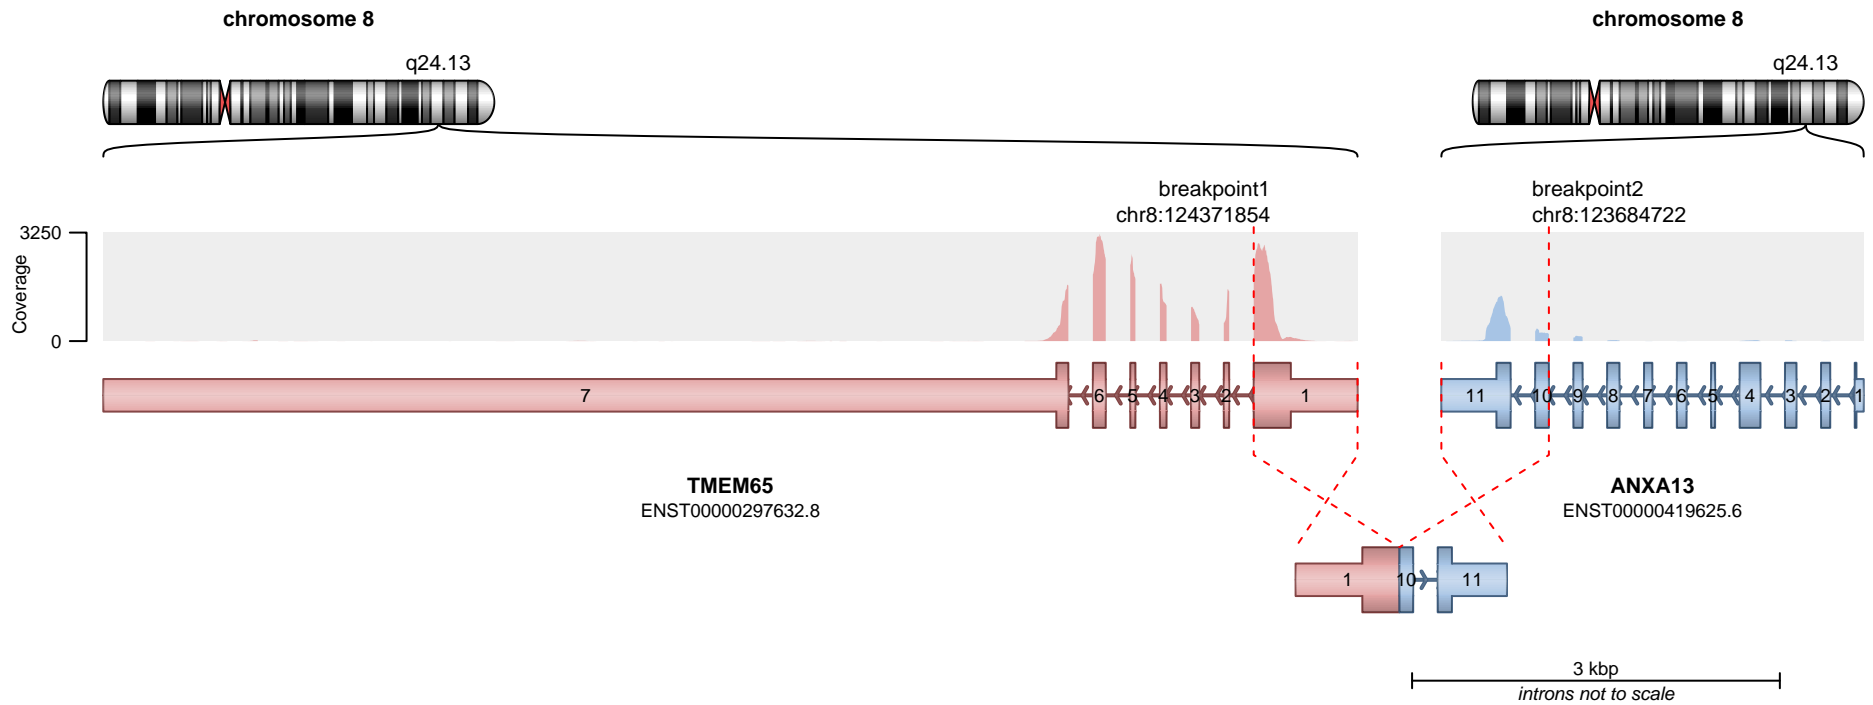 chromosome 8
chromosome 8
q24.13
q24.13
breakpoint1
chr8:124371854
breakpoint2
chr8:123684722
3250
Coverage
0
7
6
5
4
3
2
1
11
10
9
8
7
6
5
4
3
2
1
TMEM65
ENST00000297632.8
ANXA13
ENST00000419625.6
1
10
11
3 kbp
introns not to scale